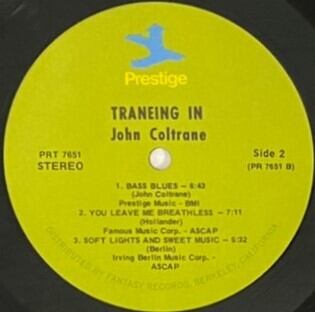 Prestige
TRANEING IN
John Coltrane
PRT 7651
STEREO
Side 2
(PR 7651 B)
1. BASS BLUES – 6:43
(John Coltrane)
Prestige Music - BMI
2. YOU LEAVE ME BREATHLESS – 7:11
(Hollander)
Famous Music Corp. - ASCAP
3. SOFT LIGHTS AND SWEET MUSIC – 5:32
(Berlin)
Irving Berlin Music Corp. -
ASCAP
DISTRIBUTED BY FANTASY RECORDS, BERKELEY, CALIFORNIA